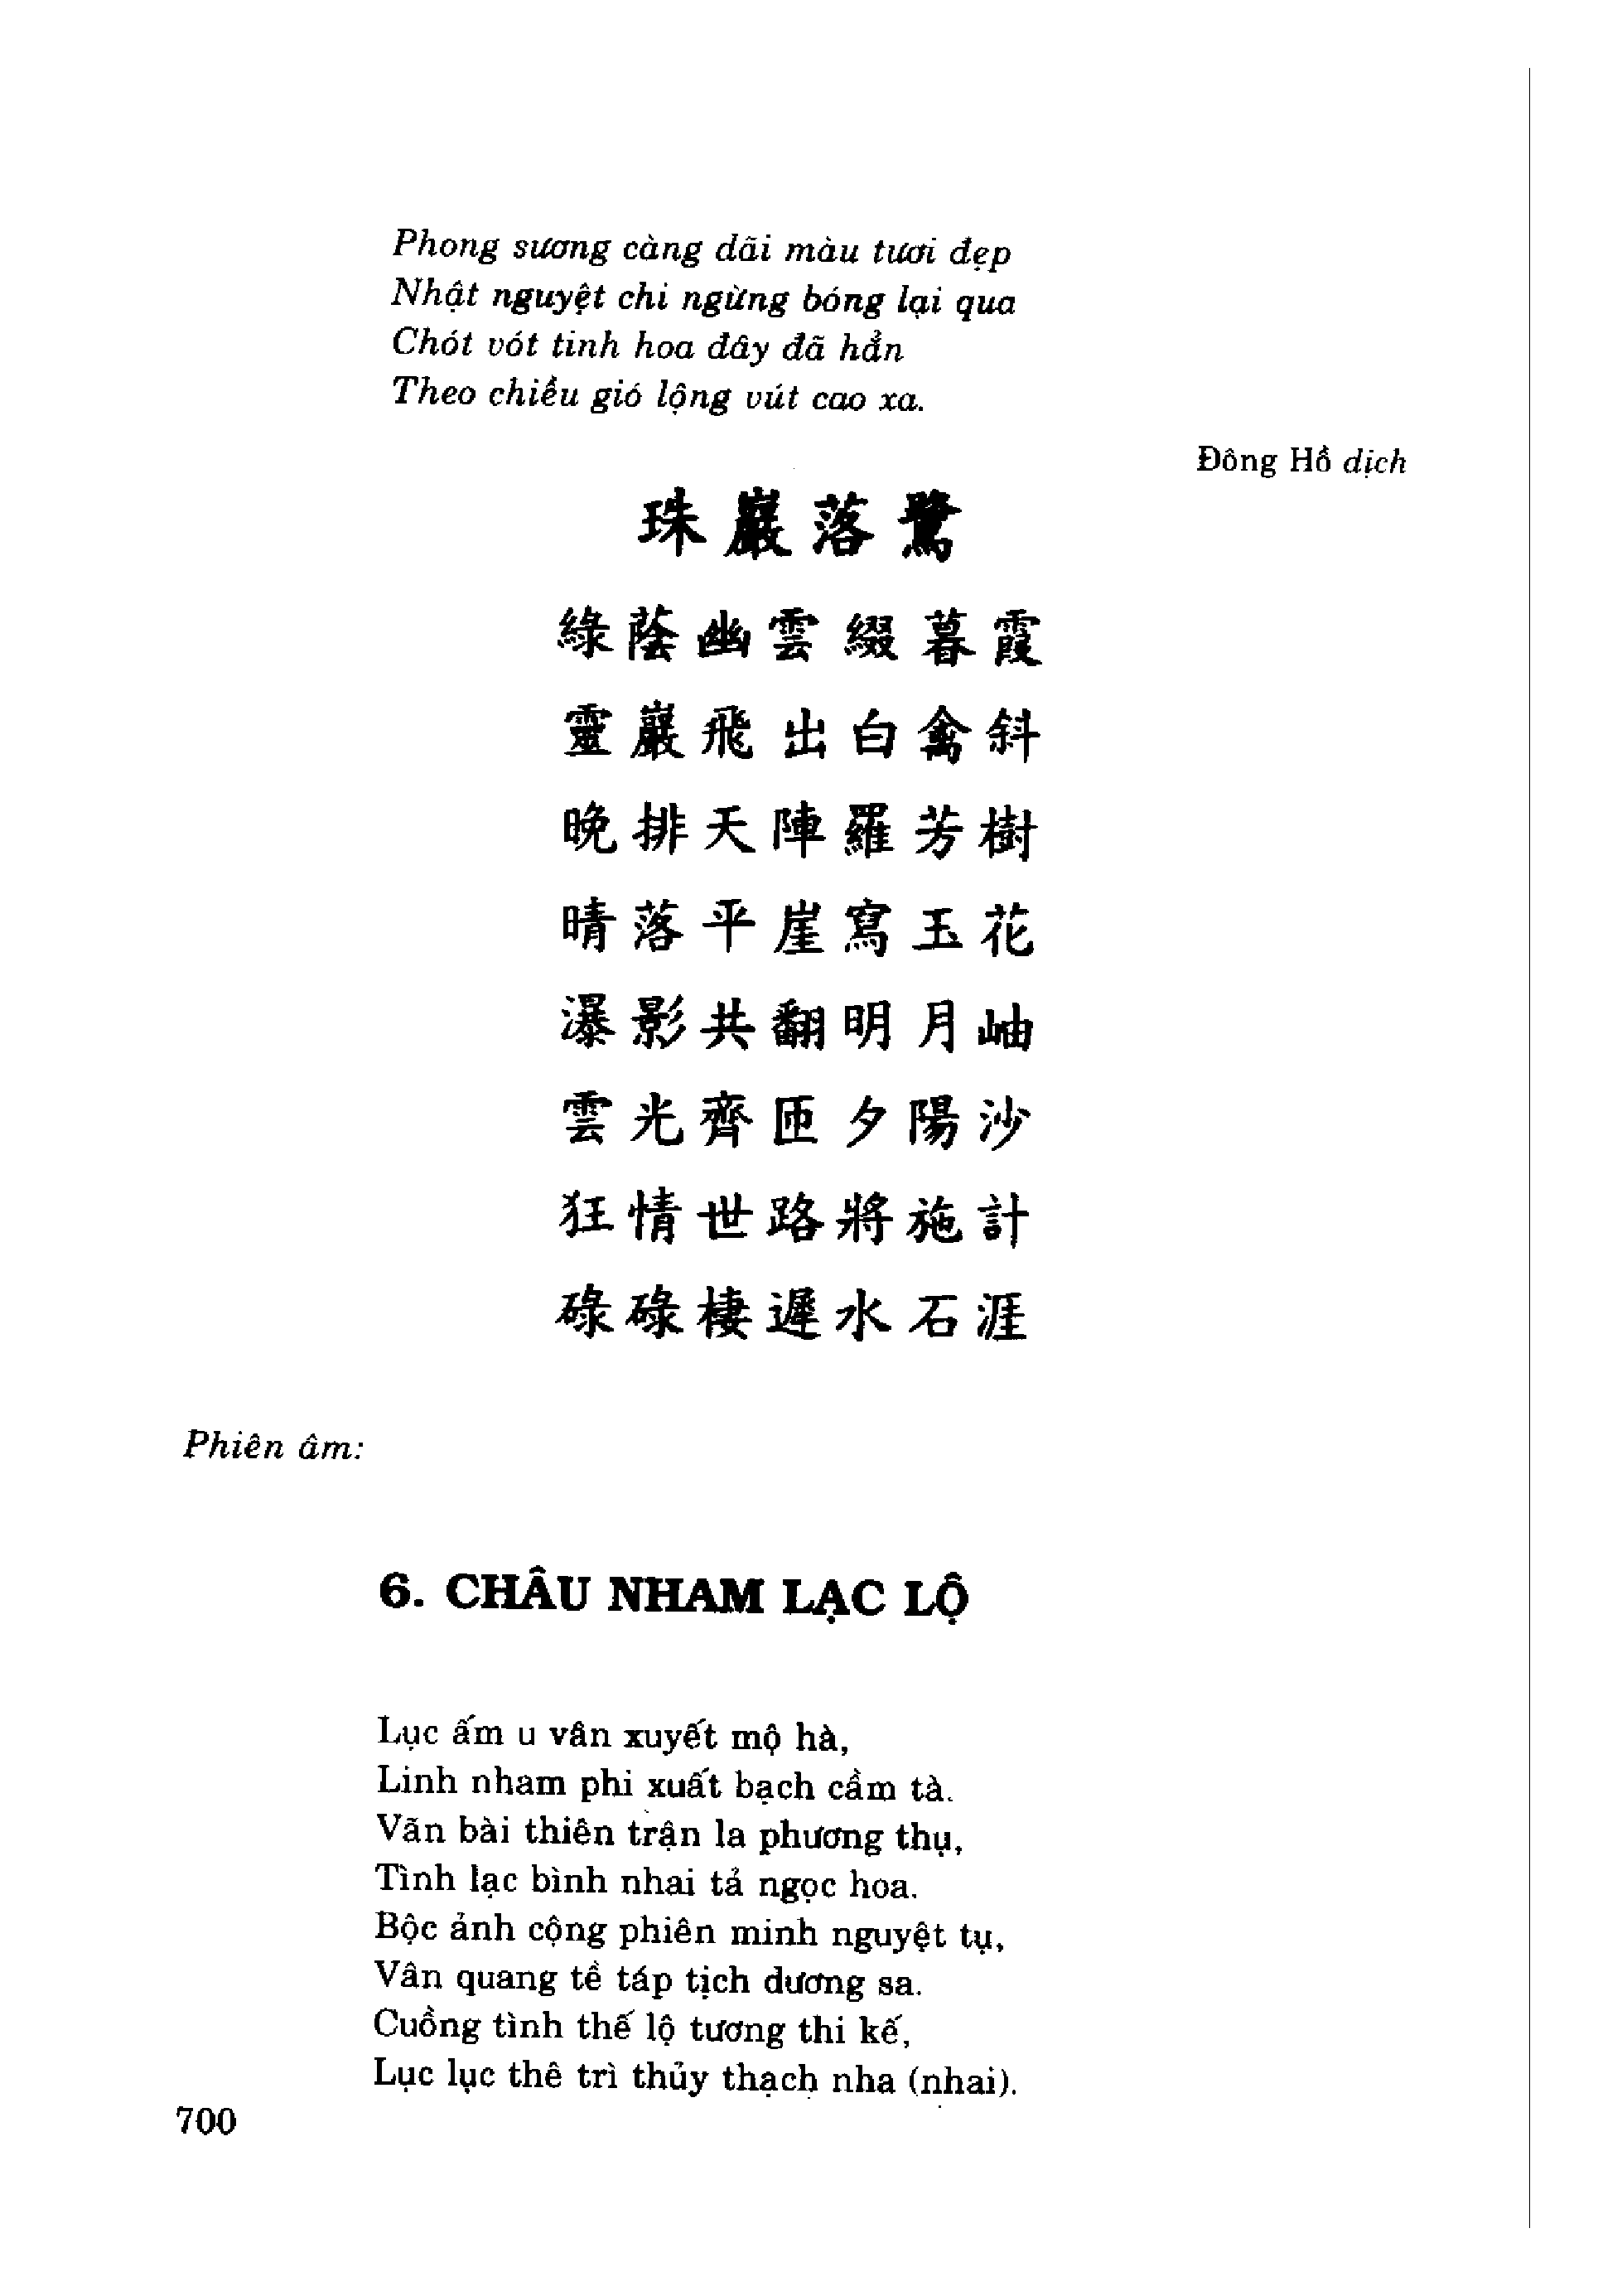 Phong sương càng dãi màu tươi đẹp
Nhật nguyệt chi ngừng bóng lại qua
Chót vót tinh hoa đây đã hẳn
Theo chiều gió lộng vút cao xa.
Đông Hồ dịch
珠巖落鷺
綠蔭幽雲綴暮霞
靈巖飛出白禽斜
晚排天陣羅芳樹
晴落平崖寫玉花
瀑影共翻明月岫
雲光齊匝夕陽沙
狂情世路將施計
碌碌棲遲水石涯
Phiên âm:
6. CHÂU NHAM LẠC LỘ
Lục ấm u vân xuyết mộ hà,
Linh nham phi xuất bạch cầm tà.
Vãn bài thiên trận la phương thụ,
Tình lạc bình nhai tả ngọc hoa.
Bộc ảnh cộng phiên minh nguyệt tụ,
Vân quang tề táp tịch dương sa.
Cuồng tình thế lộ tương thi kế,
Lục lục thê trì thủy thạch nha (nhai).
700